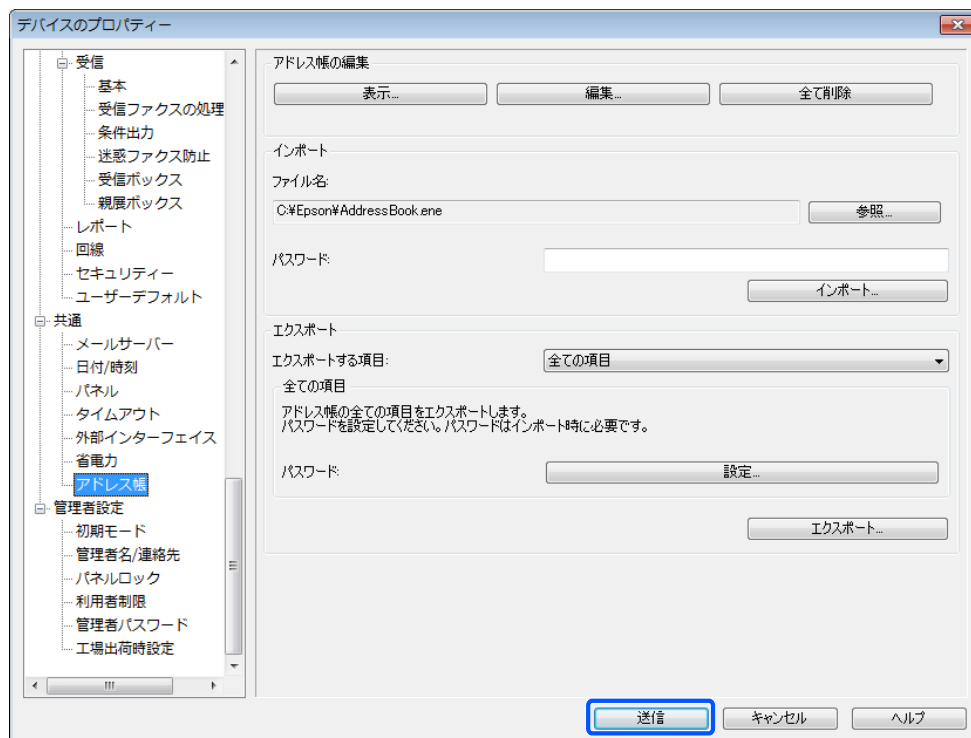 デバイスのプロパティー
受信
基本
受信ファクスの処理
条件出力
迷惑ファクス防止
受信ボックス
親展ボックス
レポート
回線
セキュリティー
ユーザーデフォルト
共通
メールサーバー
日付/時刻
パネル
タイムアウト
外部インターフェイス
省電力
アドレス帳
管理者設定
初期モード
管理者名/連絡先
パネルロック
利用者制限
管理者パスワード
工場出荷時設定
アドレス帳の編集
表示... 編集... 全て削除
インポート
ファイル名:
C:¥Epson¥AddressBook.ene 参照...
パスワード:
インポート...
エクスポート
エクスポートする項目: 全ての項目
全ての項目
アドレス帳の全ての項目をエクスポートします。
パスワードを設定してください。パスワードはインポート時に必要です。
パスワード: 設定...
エクスポート...
送信 キャンセル ヘルプ